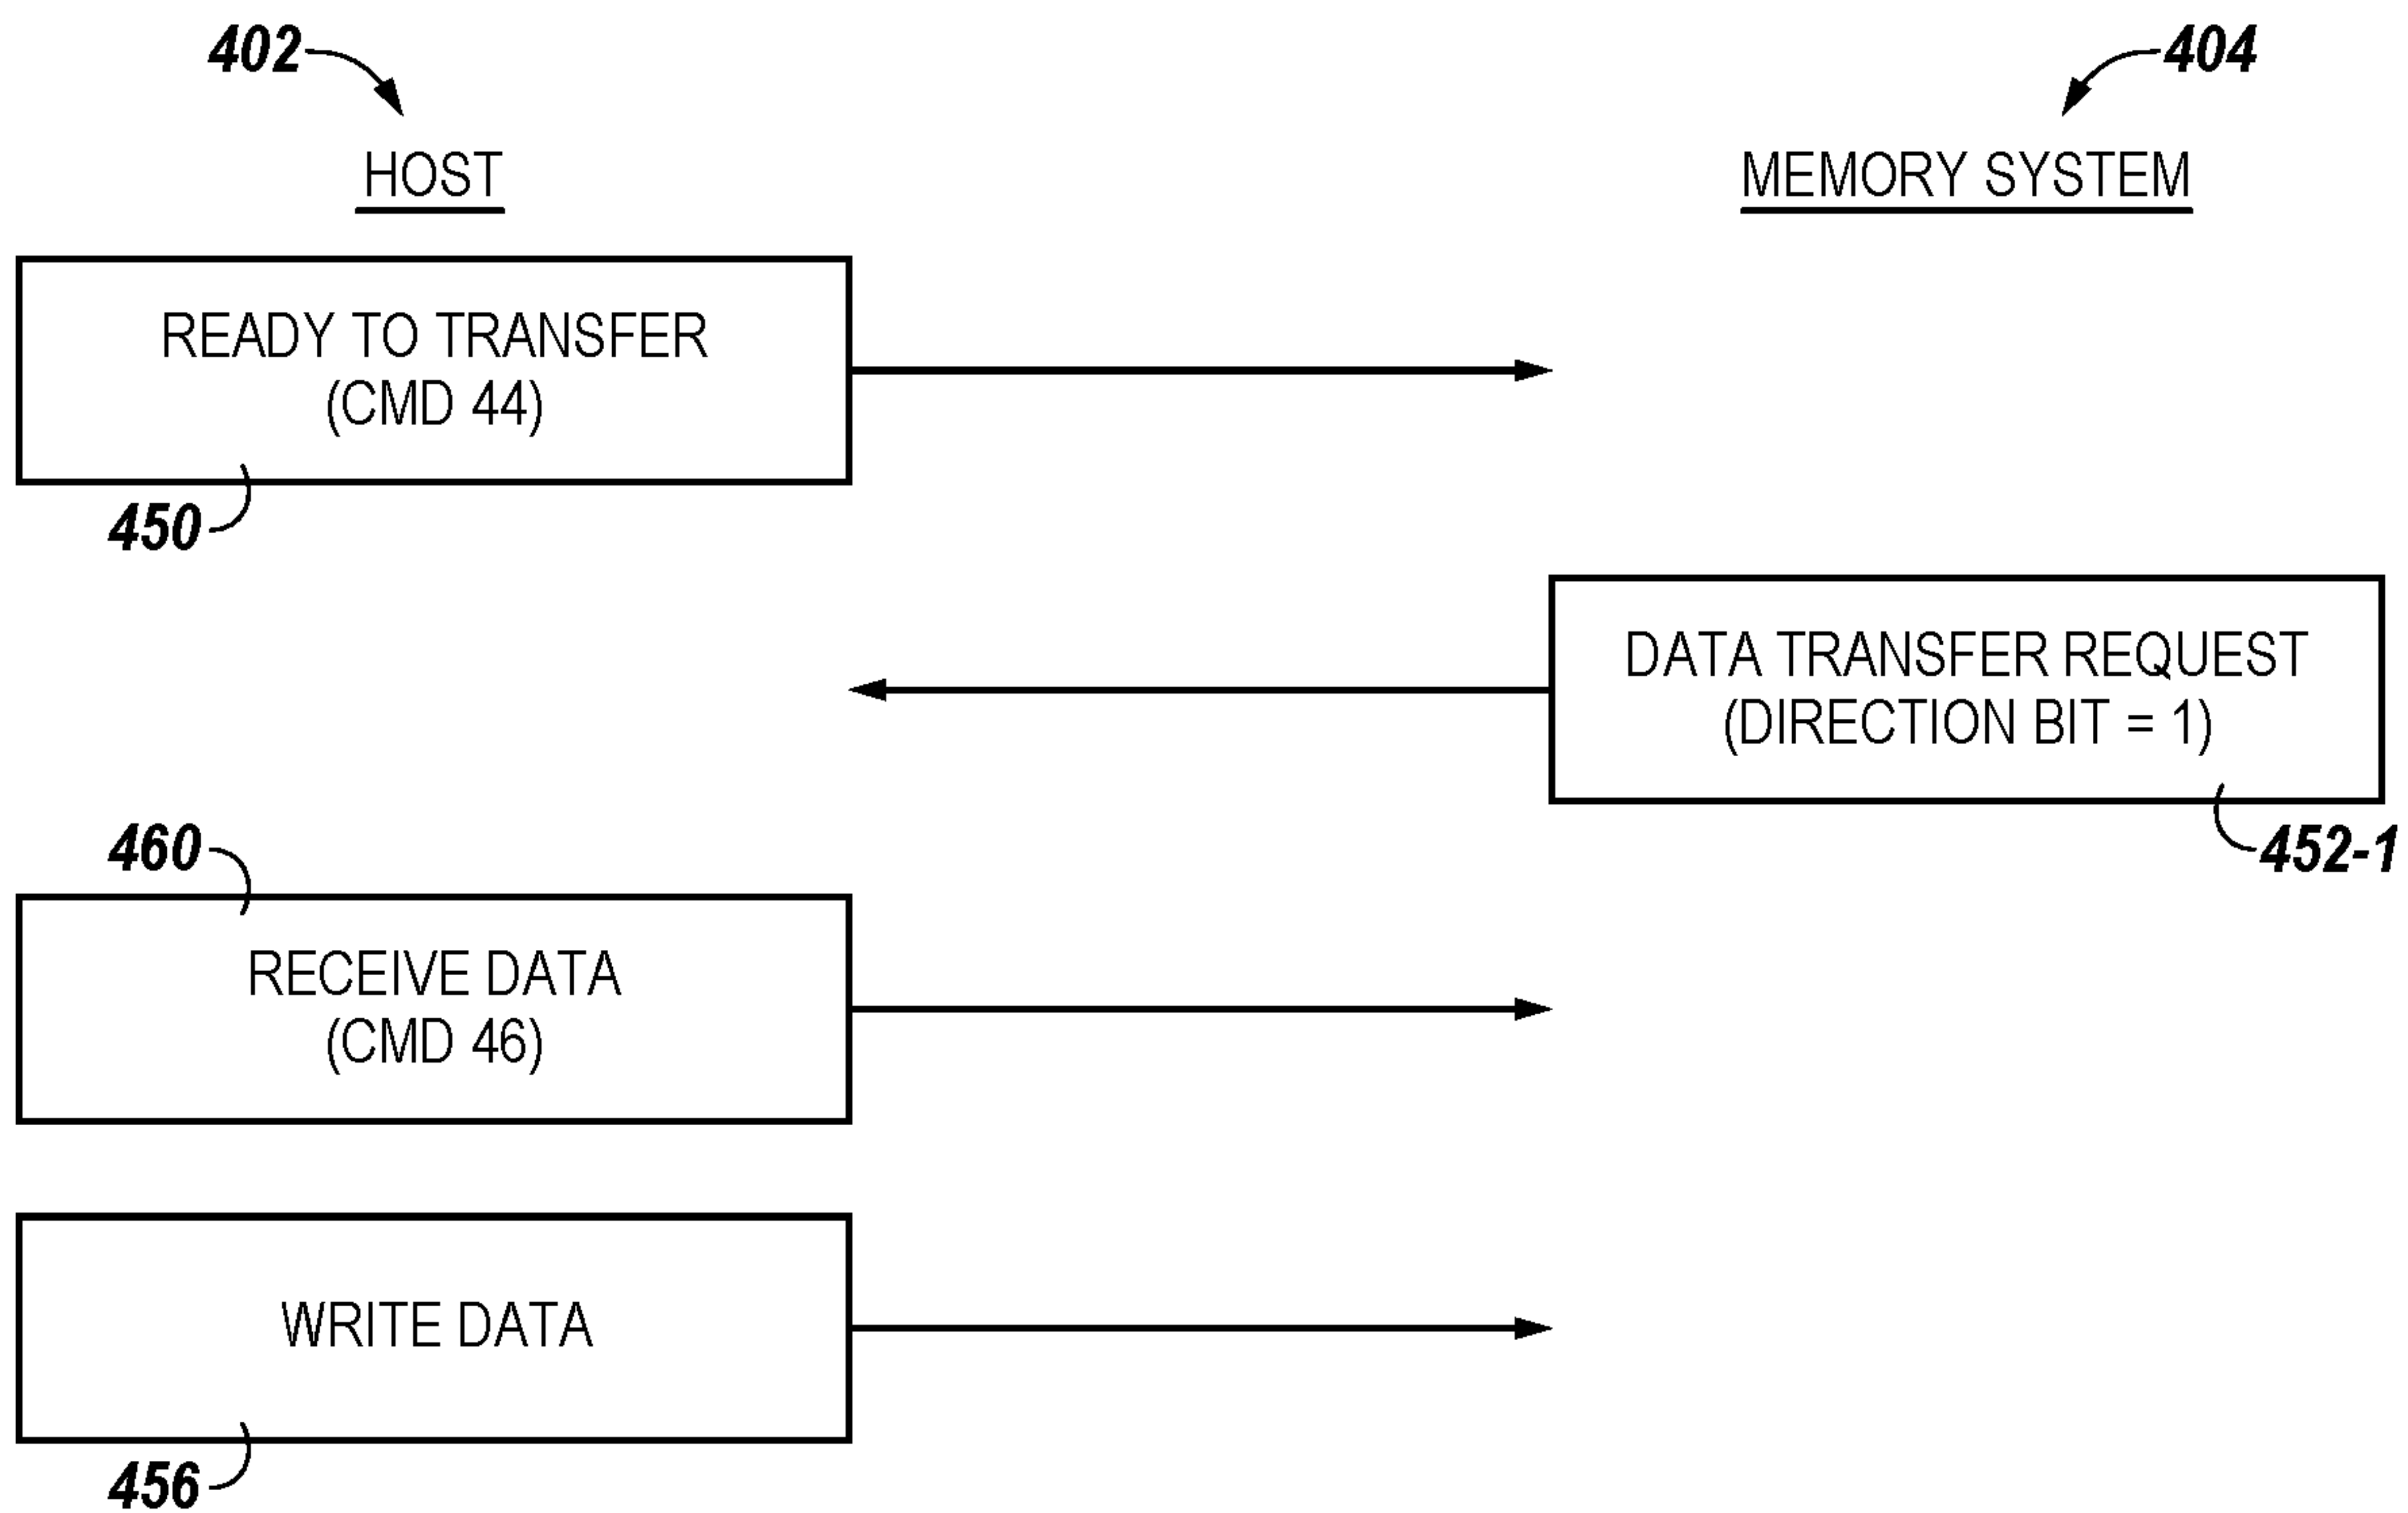 402
404
HOST
MEMORY SYSTEM
READY TO TRANSFER
(CMD 44)
450
DATA TRANSFER REQUEST
(DIRECTION BIT = 1)
452-1
460
RECEIVE DATA
(CMD 46)
WRITE DATA
456